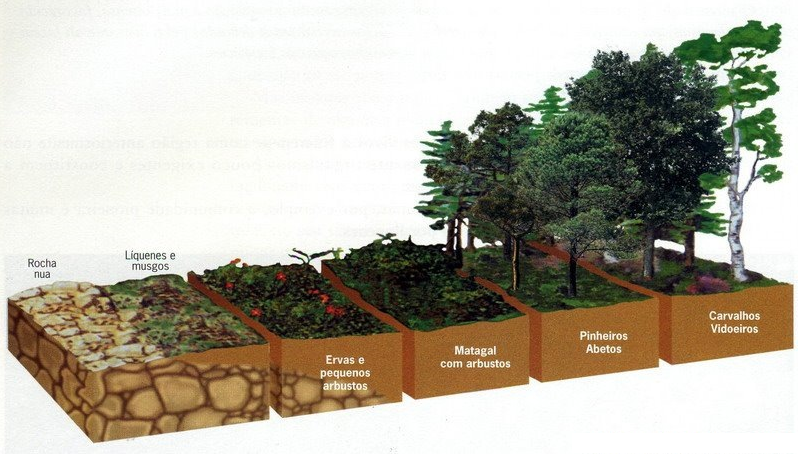 Rocha
nua
Líquenes e
musgos
Ervas e
pequenos
arbustos
Matagal
com arbustos
Pinheiros
Abetos
Carvalhos
Vidoeiros